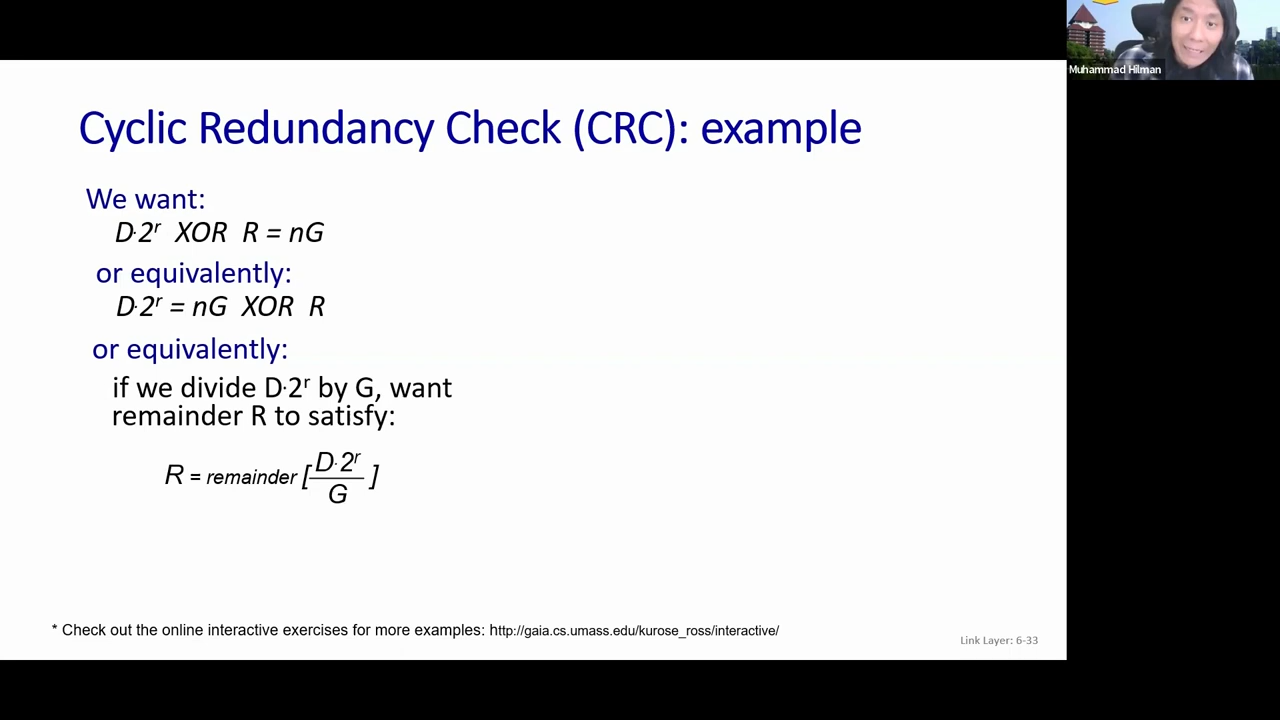 Muhammad Hilman
Cyclic Redundancy Check (CRC): example
We want:
D·2ʳ XOR R = nG
or equivalently:
D·2ʳ = nG XOR R
or equivalently:
if we divide D·2ʳ by G, want
remainder R to satisfy:
R = remainder [D·2ʳ / G]
* Check out the online interactive exercises for more examples: http://gaia.cs.umass.edu/kurose_ross/interactive/
Link Layer: 6-33